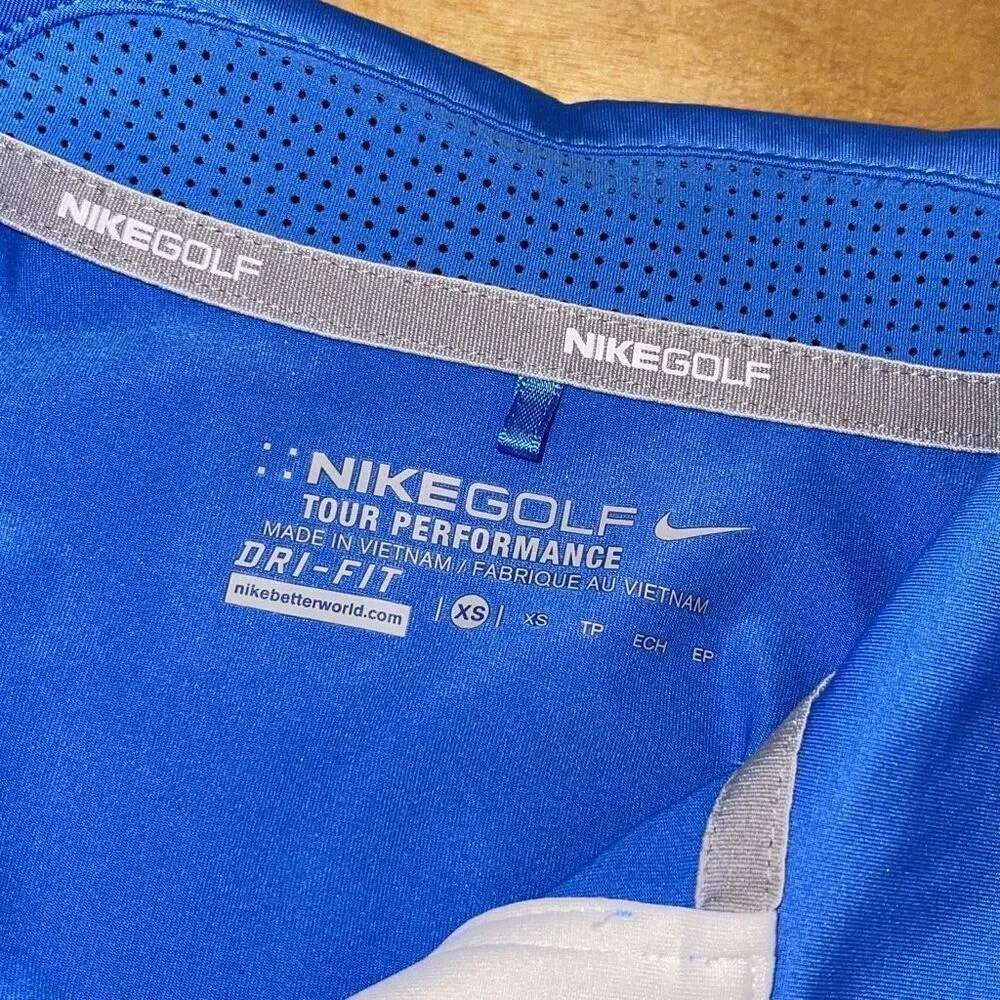 NIKEGOLF
NIKEGOLF
NIKEGOLF
TOUR PERFORMANCE
MADE IN VIETNAM / FABRIQUE AU VIETNAM
DRI-FIT
nikebetterworld.com | XS | XS TP ECH EP